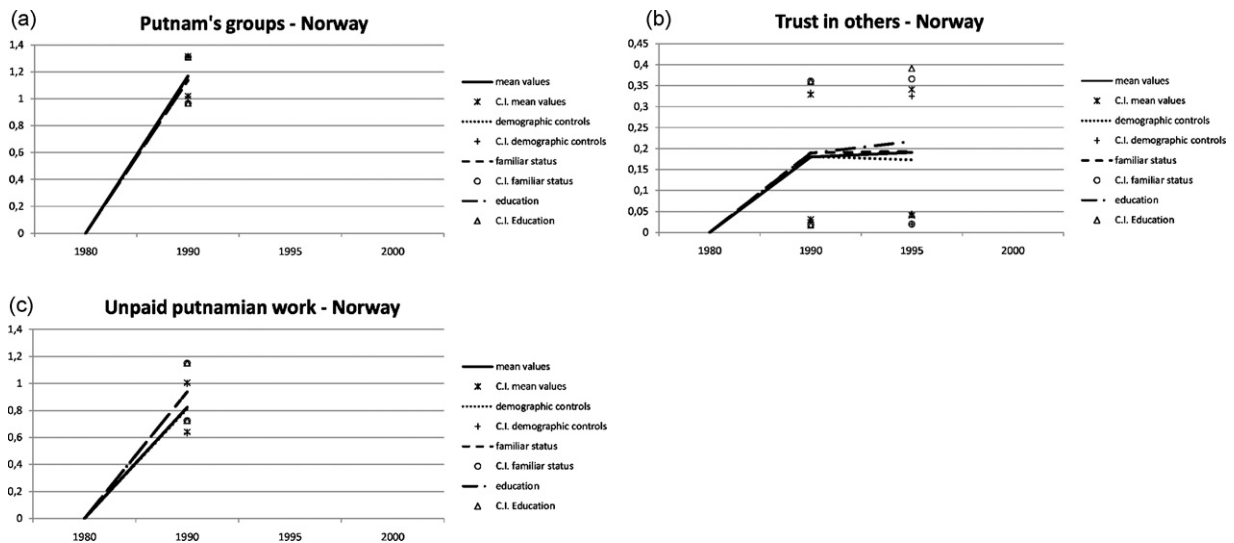 (a)
Putnam's groups - Norway
1,4
1,2
1
0,8
0,6
0,4
0,2
0
1980 1990 1995 2000
mean values
C.I. mean values
demographic controls
C.I. demographic controls
familiar status
C.I. familiar status
education
C.I. Education
(b)
Trust in others - Norway
0,45
0,4
0,35
0,3
0,25
0,2
0,15
0,1
0,05
0
1980 1990 1995 2000
mean values
C.I. mean values
demographic controls
C.I. demographic controls
familiar status
C.I. familiar status
education
C.I. Education
(c)
Unpaid putnamian work - Norway
1,4
1,2
1
0,8
0,6
0,4
0,2
0
1980 1990 1995 2000
mean values
C.I. mean values
demographic controls
C.I. demographic controls
familiar status
C.I. familiar status
education
C.I. Education